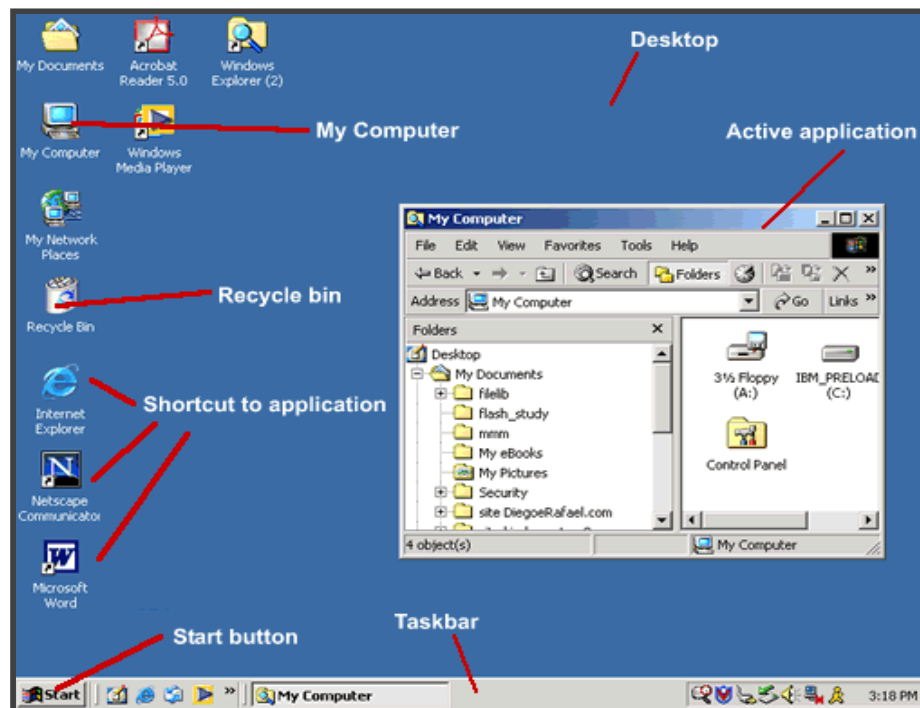 My Documents
Acrobat
Reader 5.0
Windows
Explorer (2)
Desktop
My Computer
Windows
Media Player
My Computer
Active application
My Network
Places
Recycle Bin
Recycle bin
Internet
Explorer
Shortcut to application
Netscape
Communicator
Microsoft
Word
My Computer
File Edit View Favorites Tools Help
Back Search Folders »
Address My Computer Go Links »
Folders
Desktop
My Documents
filelib
flash_study
mmm
My eBooks
My Pictures
Security
site DiegoeRafael.com
3½ Floppy
(A:)
IBM_PRELOAD
(C:)
Control Panel
4 object(s) My Computer
Start button
Taskbar
Start » My Computer 3:18 PM